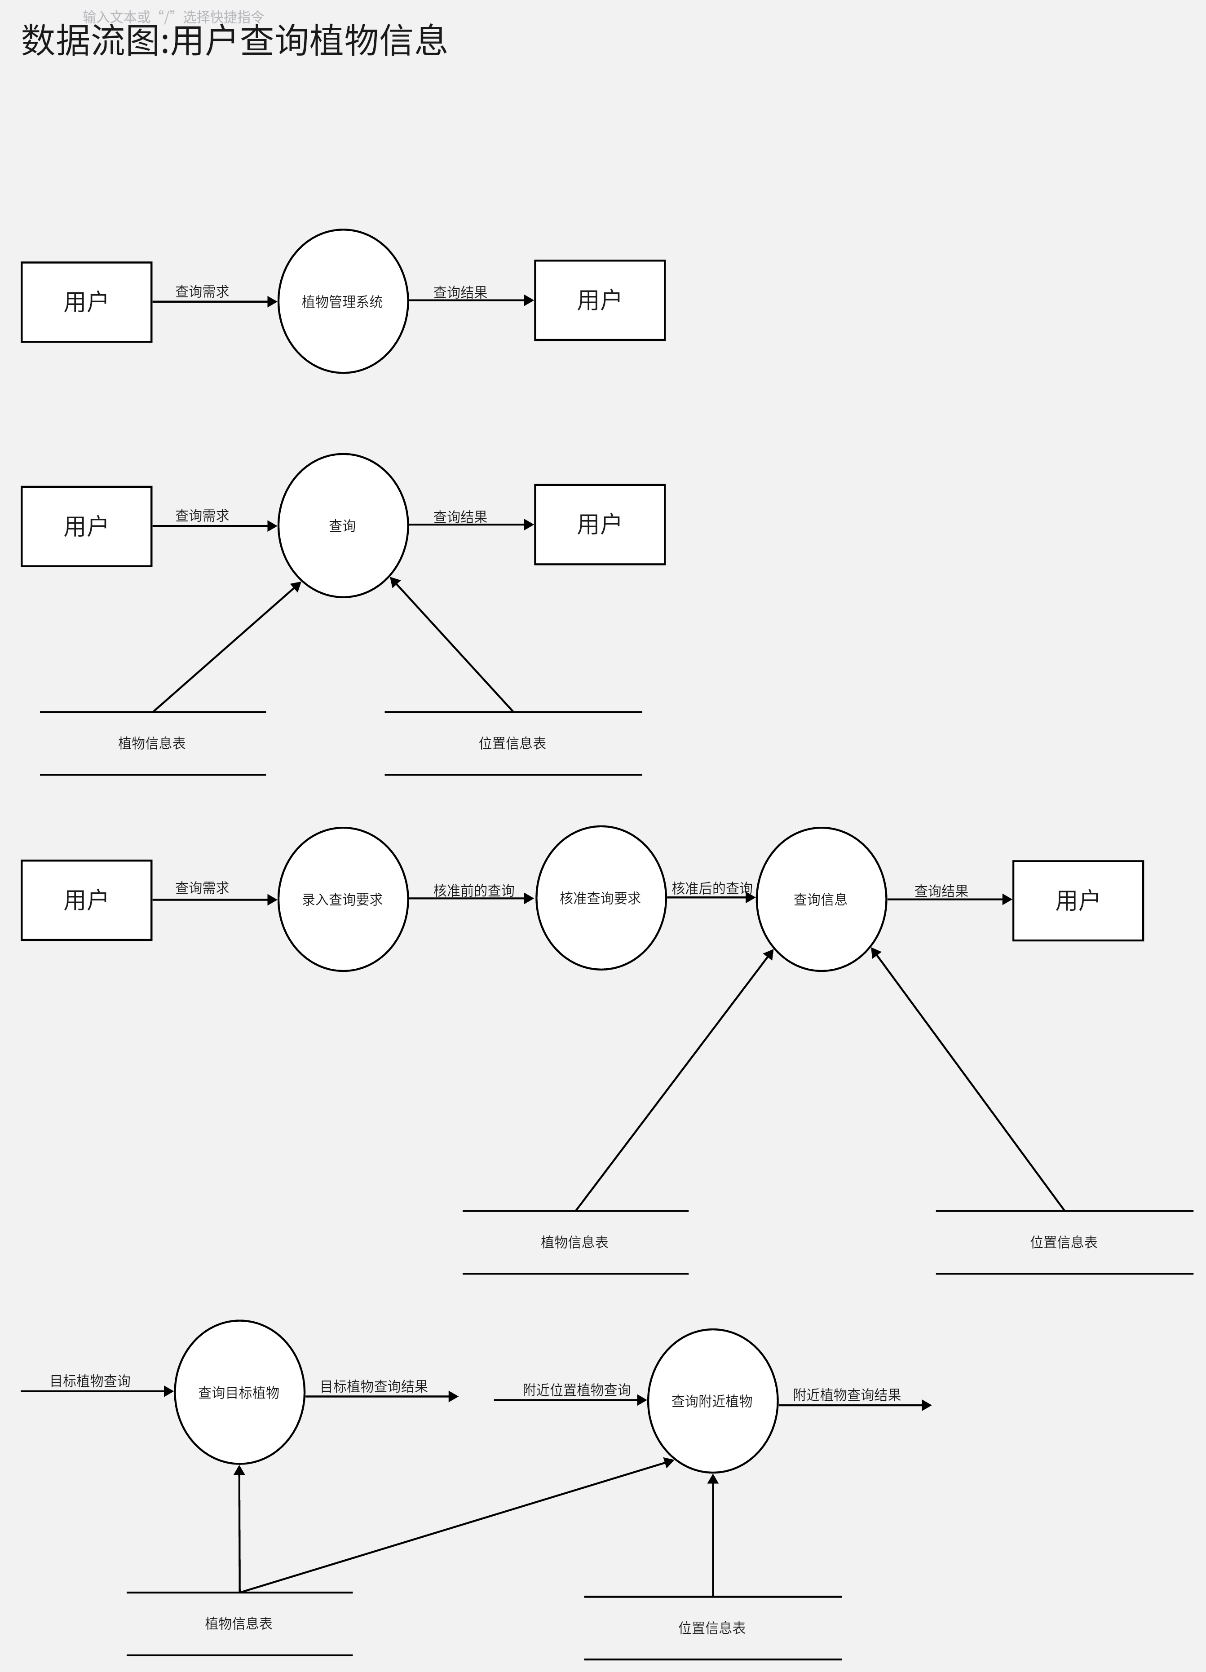 输入文本或“/”选择快捷指令
数据流图:用户查询植物信息
用户
查询需求
植物管理系统
查询结果
用户
用户
查询需求
查询
查询结果
用户
植物信息表
位置信息表
用户
查询需求
录入查询要求
核准前的查询
核准查询要求
核准后的查询
查询信息
查询结果
用户
植物信息表
位置信息表
目标植物查询
查询目标植物
目标植物查询结果
附近位置植物查询
查询附近植物
附近植物查询结果
植物信息表
位置信息表